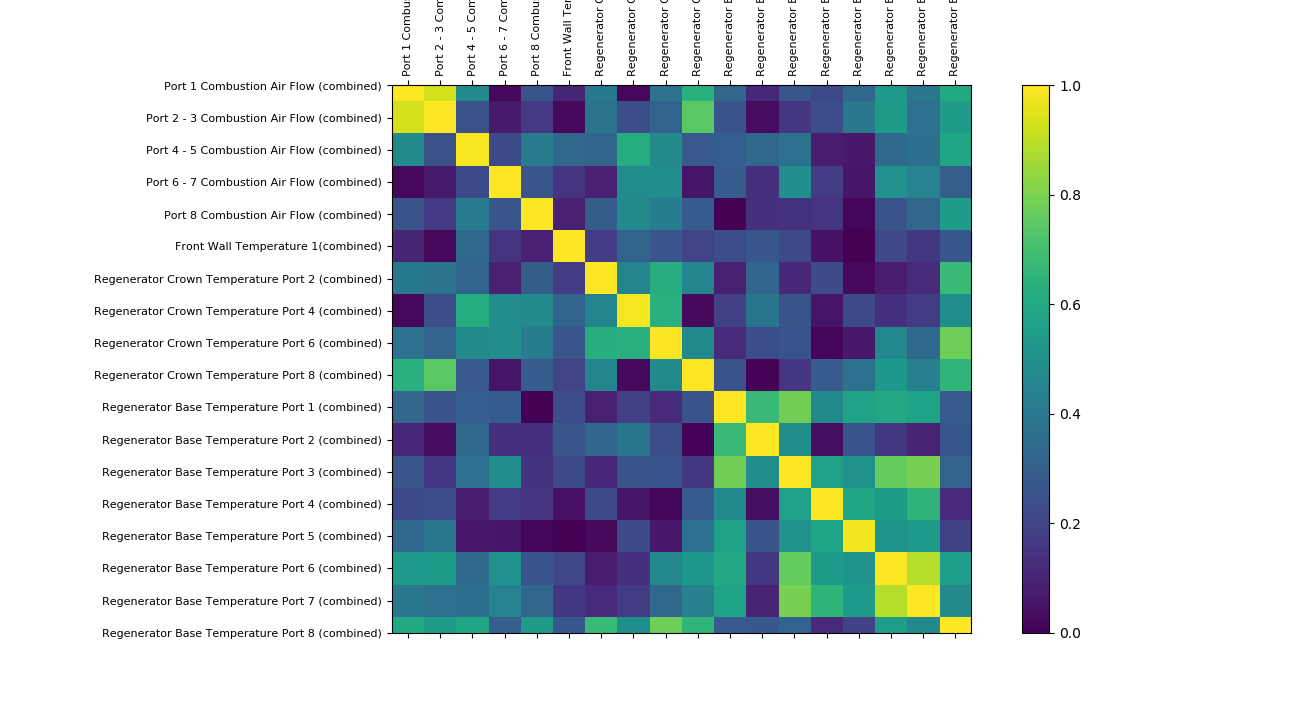 Port 1 Combus
Port 2 - 3 Com
Port 4 - 5 Com
Port 6 - 7 Com
Port 8 Combu
Front Wall Ter
Regenerator C
Regenerator C
Regenerator C
Regenerator C
Regenerator B
Regenerator B
Regenerator B
Regenerator B
Regenerator B
Regenerator B
Regenerator B
Regenerator B
Port 1 Combustion Air Flow (combined)
Port 2 - 3 Combustion Air Flow (combined)
Port 4 - 5 Combustion Air Flow (combined)
Port 6 - 7 Combustion Air Flow (combined)
Port 8 Combustion Air Flow (combined)
Front Wall Temperature 1(combined)
Regenerator Crown Temperature Port 2 (combined)
Regenerator Crown Temperature Port 4 (combined)
Regenerator Crown Temperature Port 6 (combined)
Regenerator Crown Temperature Port 8 (combined)
Regenerator Base Temperature Port 1 (combined)
Regenerator Base Temperature Port 2 (combined)
Regenerator Base Temperature Port 3 (combined)
Regenerator Base Temperature Port 4 (combined)
Regenerator Base Temperature Port 5 (combined)
Regenerator Base Temperature Port 6 (combined)
Regenerator Base Temperature Port 7 (combined)
Regenerator Base Temperature Port 8 (combined)
1.0
0.8
0.6
0.4
0.2
0.0